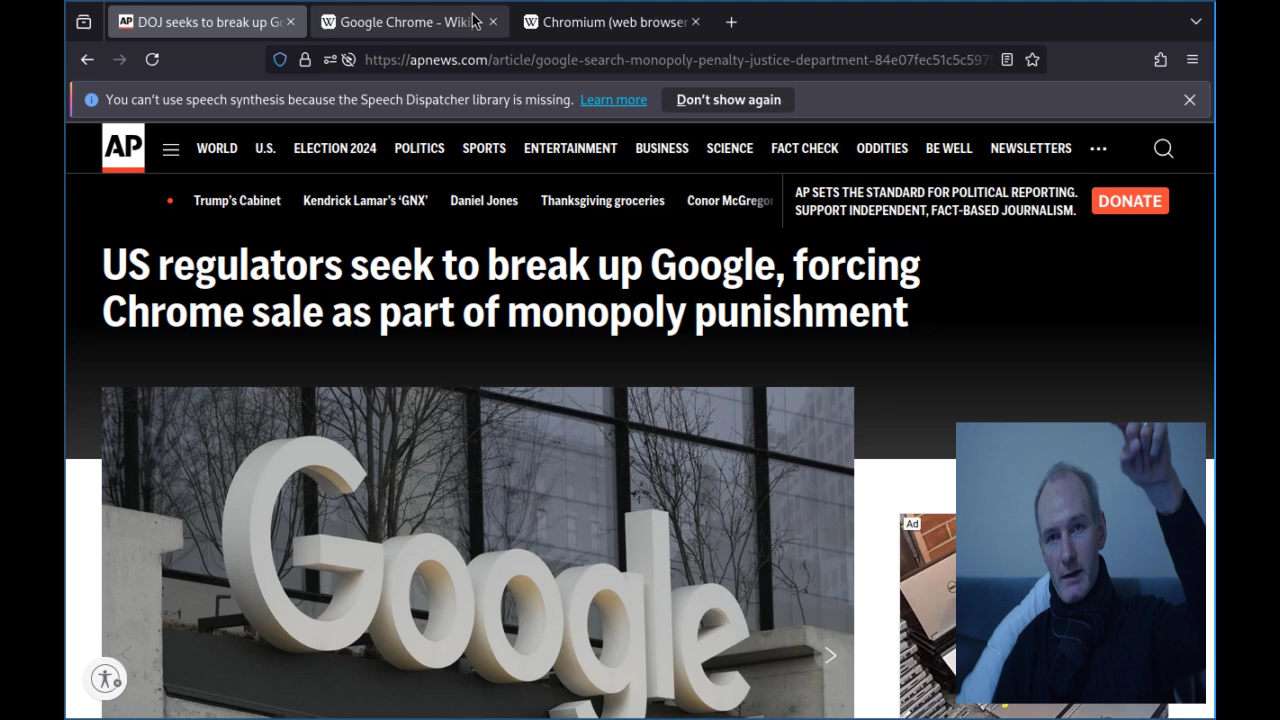 DOJ seeks to break up Go
Google Chrome - Wiki
Chromium (web browser
https://apnews.com/article/google-search-monopoly-penalty-justice-department-84e07fec51c5c597
You can't use speech synthesis because the Speech Dispatcher library is missing. Learn more Don't show again
AP WORLD U.S. ELECTION 2024 POLITICS SPORTS ENTERTAINMENT BUSINESS SCIENCE FACT CHECK ODDITIES BE WELL NEWSLETTERS
Trump's Cabinet Kendrick Lamar's 'GNX' Daniel Jones Thanksgiving groceries Conor McGregor
AP SETS THE STANDARD FOR POLITICAL REPORTING.
SUPPORT INDEPENDENT, FACT-BASED JOURNALISM.
DONATE
US regulators seek to break up Google, forcing
Chrome sale as part of monopoly punishment
Google
Ad